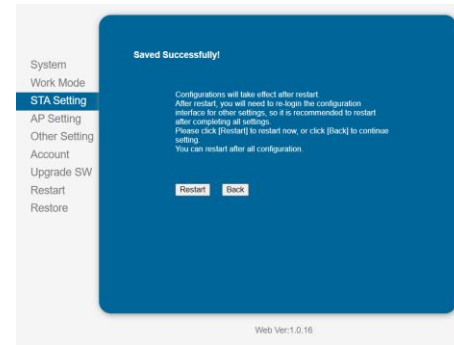 System
Work Mode
STA Setting
AP Setting
Other Setting
Account
Upgrade SW
Restart
Restore
Saved Successfully!
Configurations will take effect after restart.
After restart, you will need to re-login the configuration
interface for other settings, so it is recommended to restart
after completing all settings.
Please click [Restart] to restart now, or click [Back] to continue
setting.
You can restart after all configuration.
Restart Back
Web Ver:1.0.16